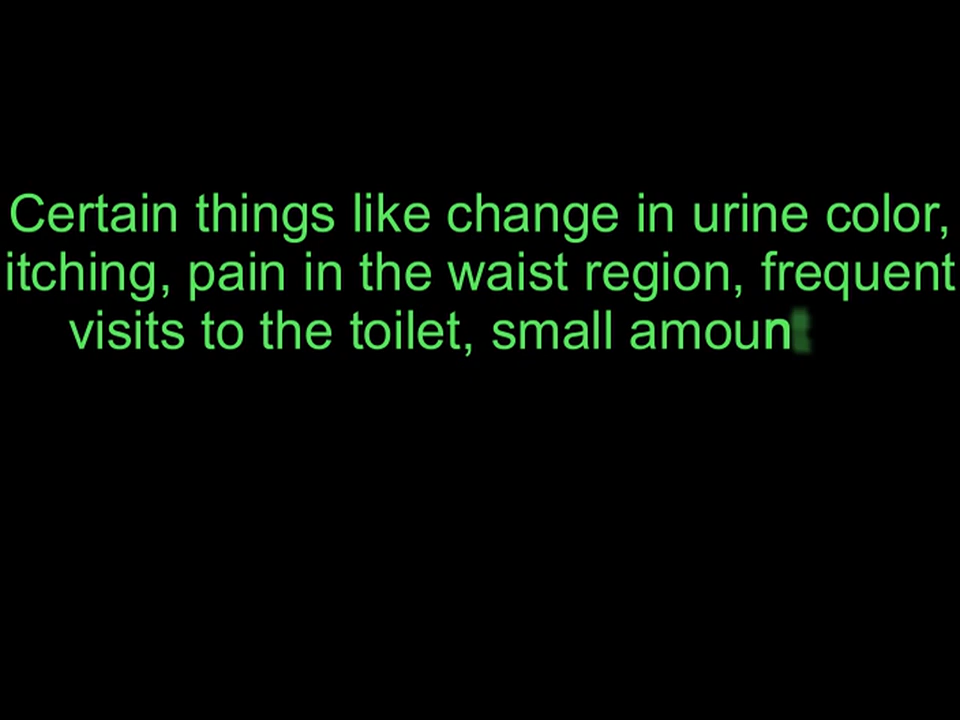 Certain things like change in urine color,
itching, pain in the waist region, frequent
visits to the toilet, small amount